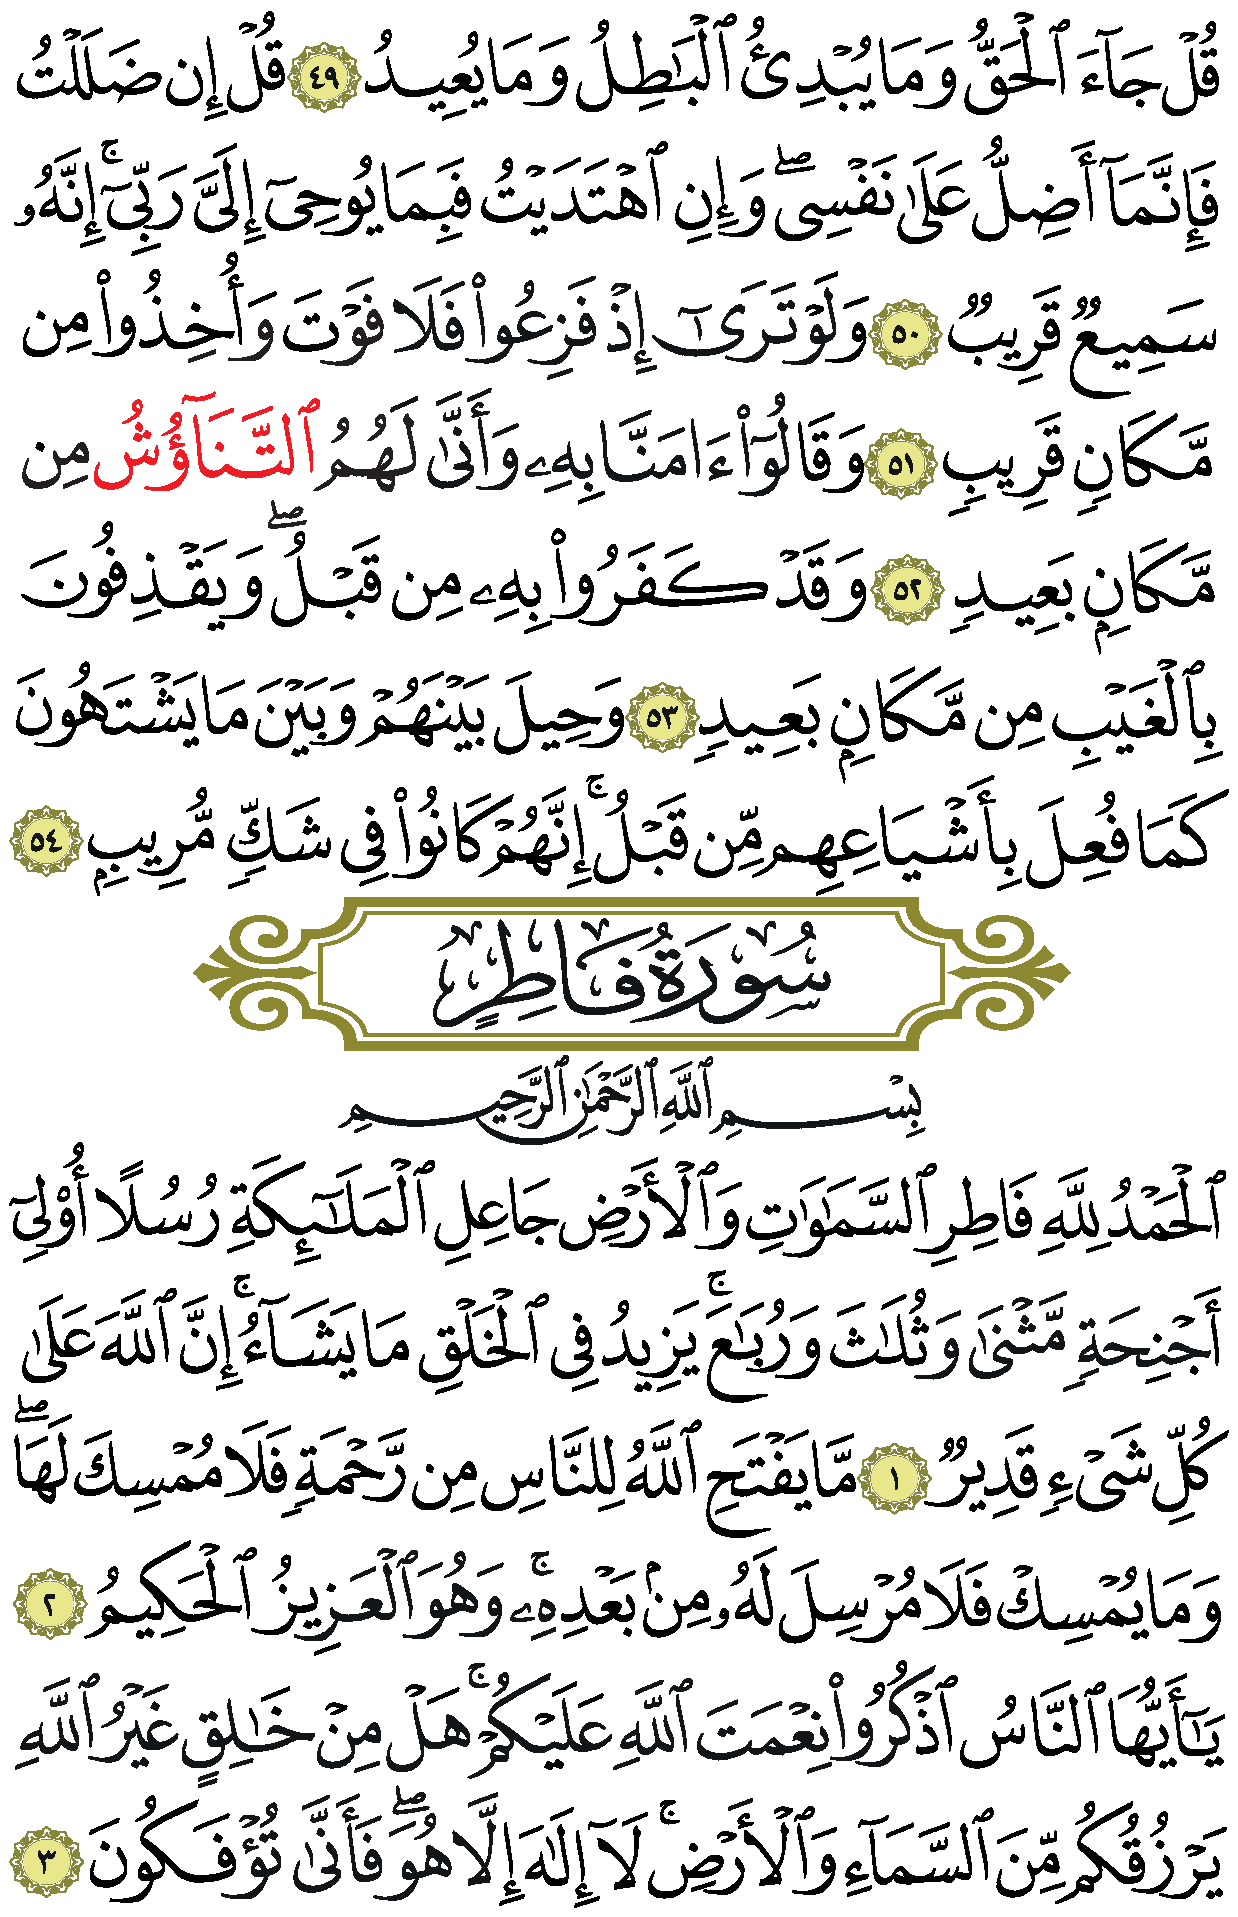 قُلْ جَآءَ ٱلْحَقُّ وَمَا يُبْدِئُ ٱلْبَٰطِلُ وَمَا يُعِيدُ ٤٩ قُلْ إِن ضَلَلْتُ
فَإِنَّمَآ أَضِلُّ عَلَىٰ نَفْسِى ۖ وَإِنِ ٱهْتَدَيْتُ فَبِمَا يُوحِىٓ إِلَىَّ رَبِّىٓ ۚ إِنَّهُۥ
سَمِيعٌ قَرِيبٌ ٥٠ وَلَوْ تَرَىٰٓ إِذْ فَزِعُوا۟ فَلَا فَوْتَ وَأُخِذُوا۟ مِن
مَّكَانٍ قَرِيبٍ ٥١ وَقَالُوٓا۟ ءَامَنَّا بِهِۦ وَأَنَّىٰ لَهُمُ ٱلتَّنَآؤُشُ مِن
مَّكَانٍۭ بَعِيدٍ ٥٢ وَقَدْ كَفَرُوا۟ بِهِۦ مِن قَبْلُ ۖ وَيَقْذِفُونَ
بِٱلْغَيْبِ مِن مَّكَانٍۭ بَعِيدٍ ٥٣ وَحِيلَ بَيْنَهُمْ وَبَيْنَ مَا يَشْتَهُونَ
كَمَا فُعِلَ بِأَشْيَاعِهِم مِّن قَبْلُ ۚ إِنَّهُمْ كَانُوا۟ فِى شَكٍّ مُّرِيبٍۭ ٥٤
سُورَةُ فَاطِرٍ
بِسْمِ ٱللَّهِ ٱلرَّحْمَٰنِ ٱلرَّحِيمِ
ٱلْحَمْدُ لِلَّهِ فَاطِرِ ٱلسَّمَٰوَٰتِ وَٱلْأَرْضِ جَاعِلِ ٱلْمَلَٰٓئِكَةِ رُسُلًا أُو۟لِىٓ
أَجْنِحَةٍ مَّثْنَىٰ وَثُلَٰثَ وَرُبَٰعَ ۚ يَزِيدُ فِى ٱلْخَلْقِ مَا يَشَآءُ ۚ إِنَّ ٱللَّهَ عَلَىٰ
كُلِّ شَىْءٍ قَدِيرٌ ١ مَّا يَفْتَحِ ٱللَّهُ لِلنَّاسِ مِن رَّحْمَةٍ فَلَا مُمْسِكَ لَهَا ۖ
وَمَا يُمْسِكْ فَلَا مُرْسِلَ لَهُۥ مِنۢ بَعْدِهِۦ ۚ وَهُوَ ٱلْعَزِيزُ ٱلْحَكِيمُ ٢
يَٰٓأَيُّهَا ٱلنَّاسُ ٱذْكُرُوا۟ نِعْمَتَ ٱللَّهِ عَلَيْكُمْ ۚ هَلْ مِنْ خَٰلِقٍ غَيْرُ ٱللَّهِ
يَرْزُقُكُم مِّنَ ٱلسَّمَآءِ وَٱلْأَرْضِ ۚ لَآ إِلَٰهَ إِلَّا هُوَ ۖ فَأَنَّىٰ تُؤْفَكُونَ ٣